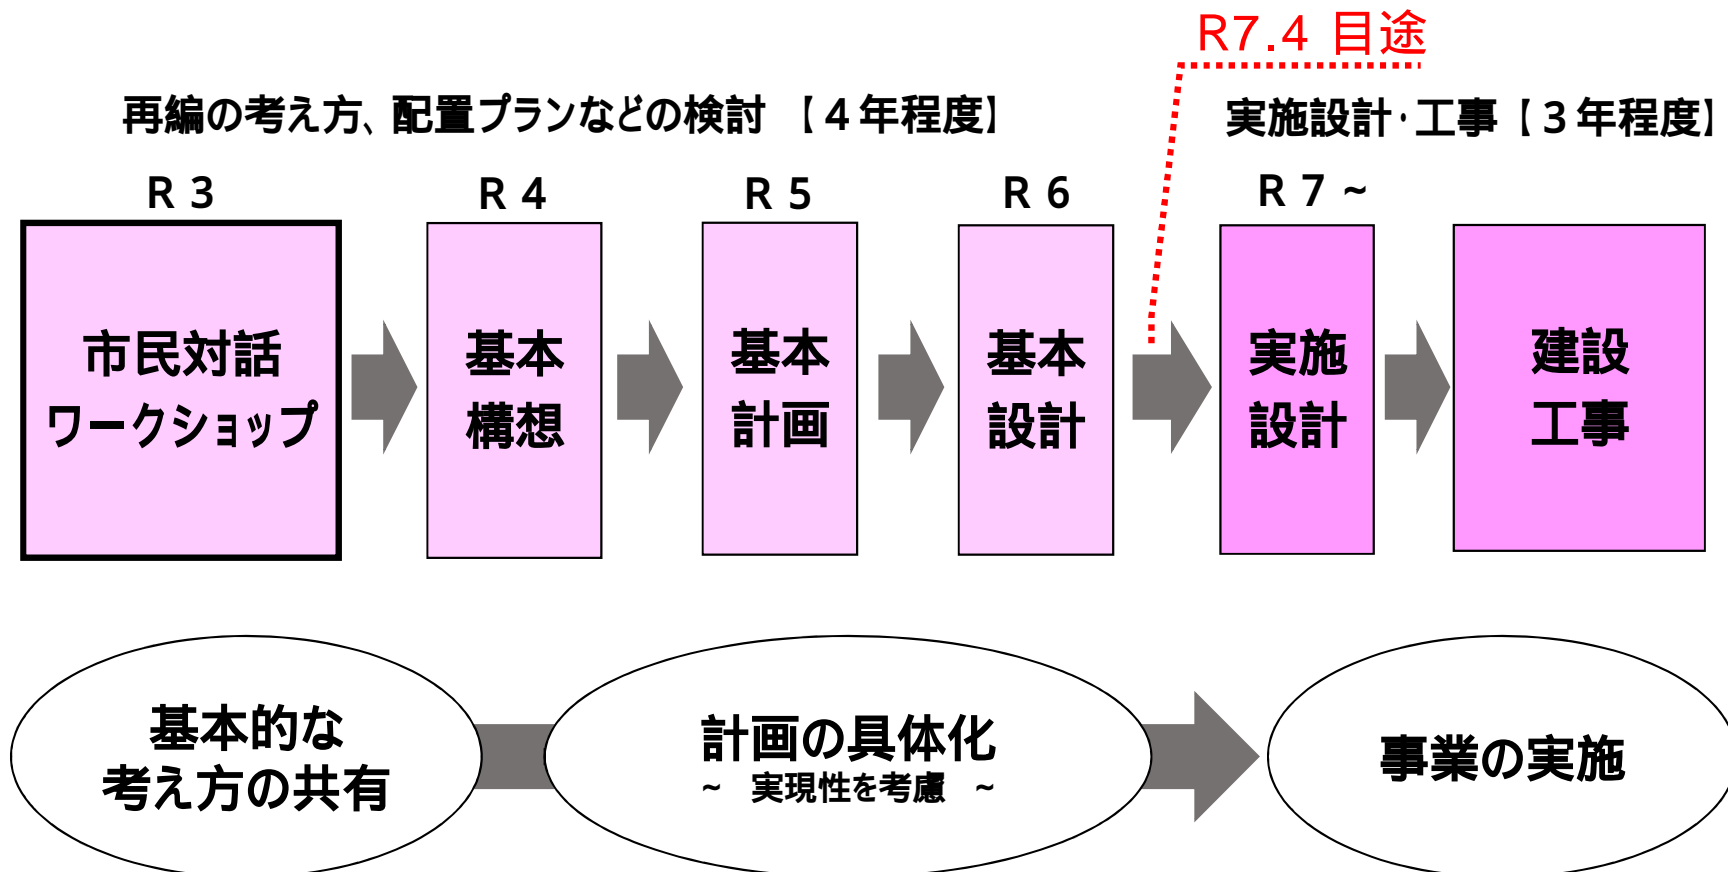 R7.4 目途
再編の考え方、配置プランなどの検討 【４年程度】
実施設計・工事【３年程度】
Ｒ３
Ｒ４
Ｒ５
Ｒ６
Ｒ７～
市民対話
ワークショップ
基本
構想
基本
計画
基本
設計
実施
設計
建設
工事
基本的な
考え方の共有
計画の具体化
～ 実現性を考慮 ～
事業の実施